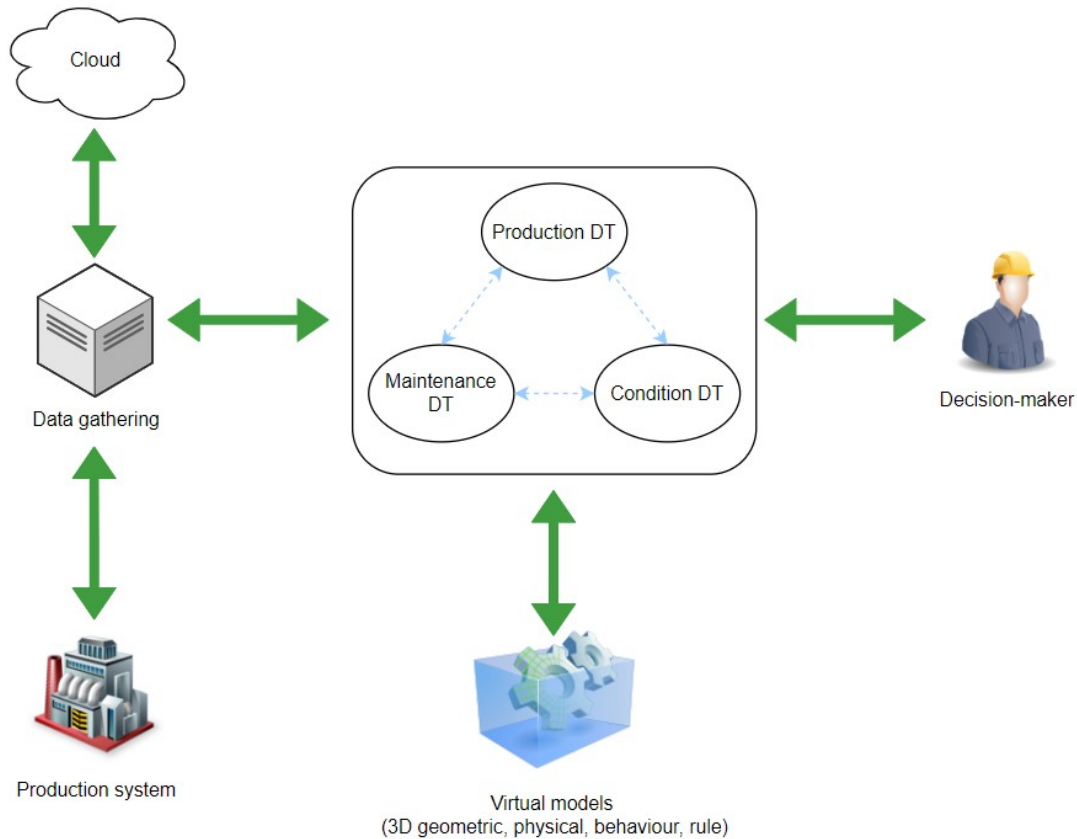 Cloud
Production DT
Maintenance
DT
Condition DT
Data gathering
Decision-maker
Production system
Virtual models
(3D geometric, physical, behaviour, rule)